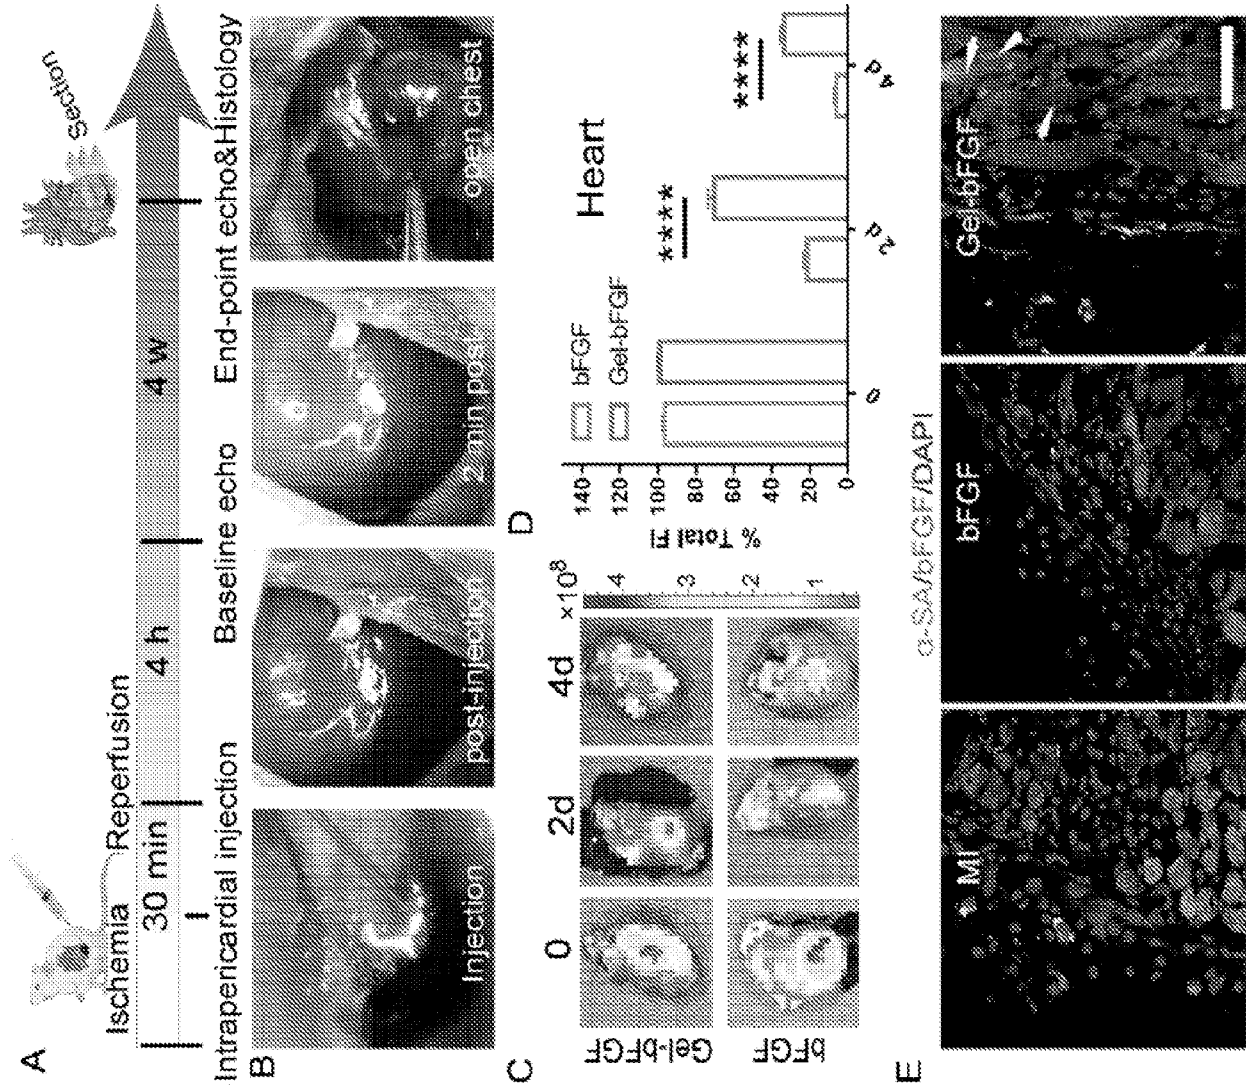 A
Section
Ischemia Reperfusion
30 min 4 h 4 w
Intrapericardial injection Baseline echo End-point echo&Histology
B
Injection post-injection 2 min post open chest
C
0 2d 4d ×10⁸
Gel-bFGF
bFGF
4
3
2
1
D
Heart
bFGF
Gel-bFGF
% Total FI
140
120
100
80
60
40
20
0
**** ****
0 2d 4d
E
α-SA/bFGF/DAPI
MI bFGF Gel-bFGF